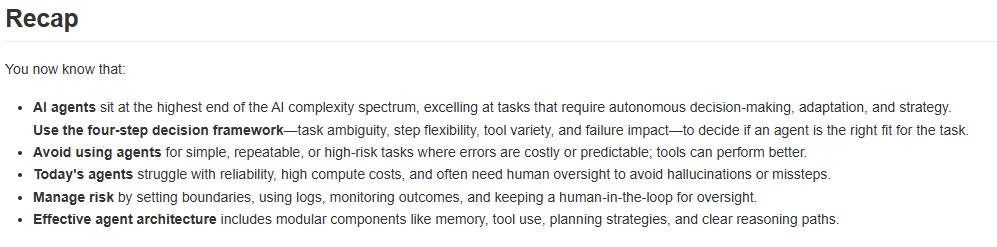 Recap
You now know that:
• AI agents sit at the highest end of the AI complexity spectrum, excelling at tasks that require autonomous decision-making, adaptation, and strategy.
Use the four-step decision framework—task ambiguity, step flexibility, tool variety, and failure impact—to decide if an agent is the right fit for the task.
• Avoid using agents for simple, repeatable, or high-risk tasks where errors are costly or predictable; tools can perform better.
• Today's agents struggle with reliability, high compute costs, and often need human oversight to avoid hallucinations or missteps.
• Manage risk by setting boundaries, using logs, monitoring outcomes, and keeping a human-in-the-loop for oversight.
• Effective agent architecture includes modular components like memory, tool use, planning strategies, and clear reasoning paths.